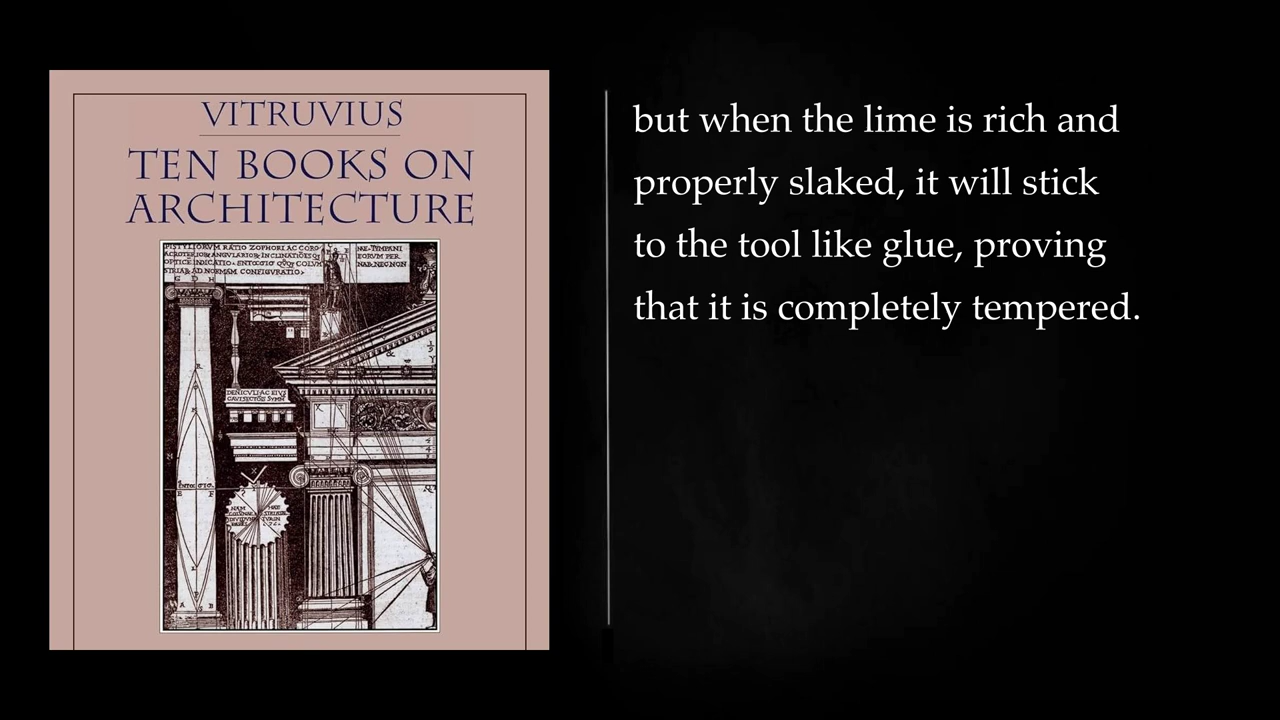 VITRUVIUS
TEN BOOKS ON
ARCHITECTURE
but when the lime is rich and
properly slaked, it will stick
to the tool like glue, proving
that it is completely tempered.